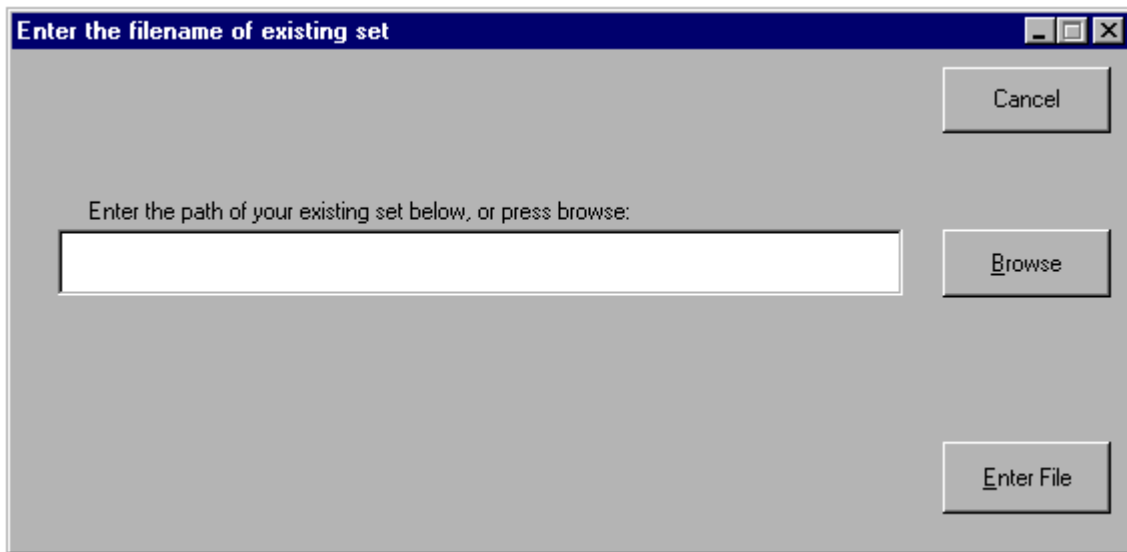 Enter the filename of existing set
Cancel
Enter the path of your existing set below, or press browse:
Browse
Enter File